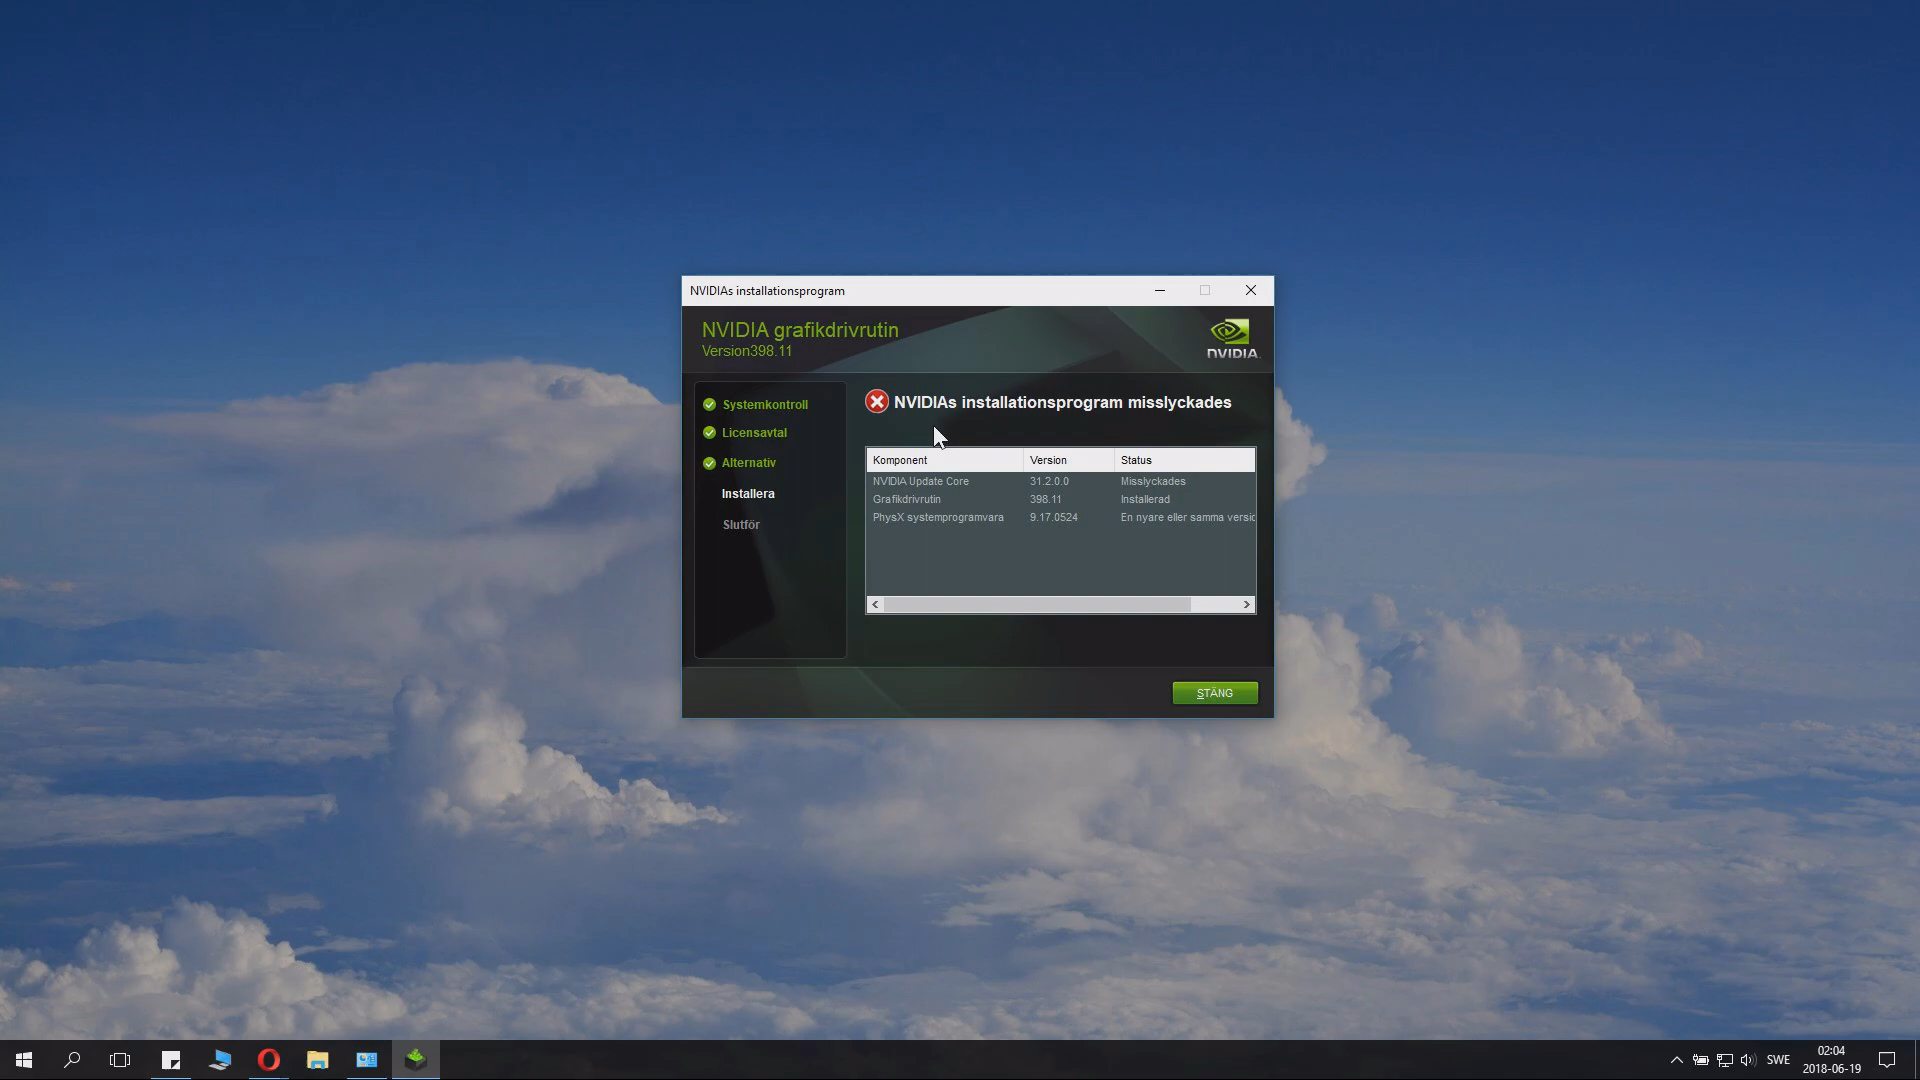 NVIDIAs installationsprogram
NVIDIA grafikdrivrutin
Version398.11
NVIDIA.
Systemkontroll
Licensavtal
Alternativ
Installera
Slutför
NVIDIAs installationsprogram misslyckades
Komponent Version Status
NVIDIA Update Core 31.2.0.0 Misslyckades
Grafikdrivrutin 398.11 Installerad
PhysX systemprogramvara 9.17.0524 En nyare eller samma versic
STÄNG
SWE
02:04
2018-06-19